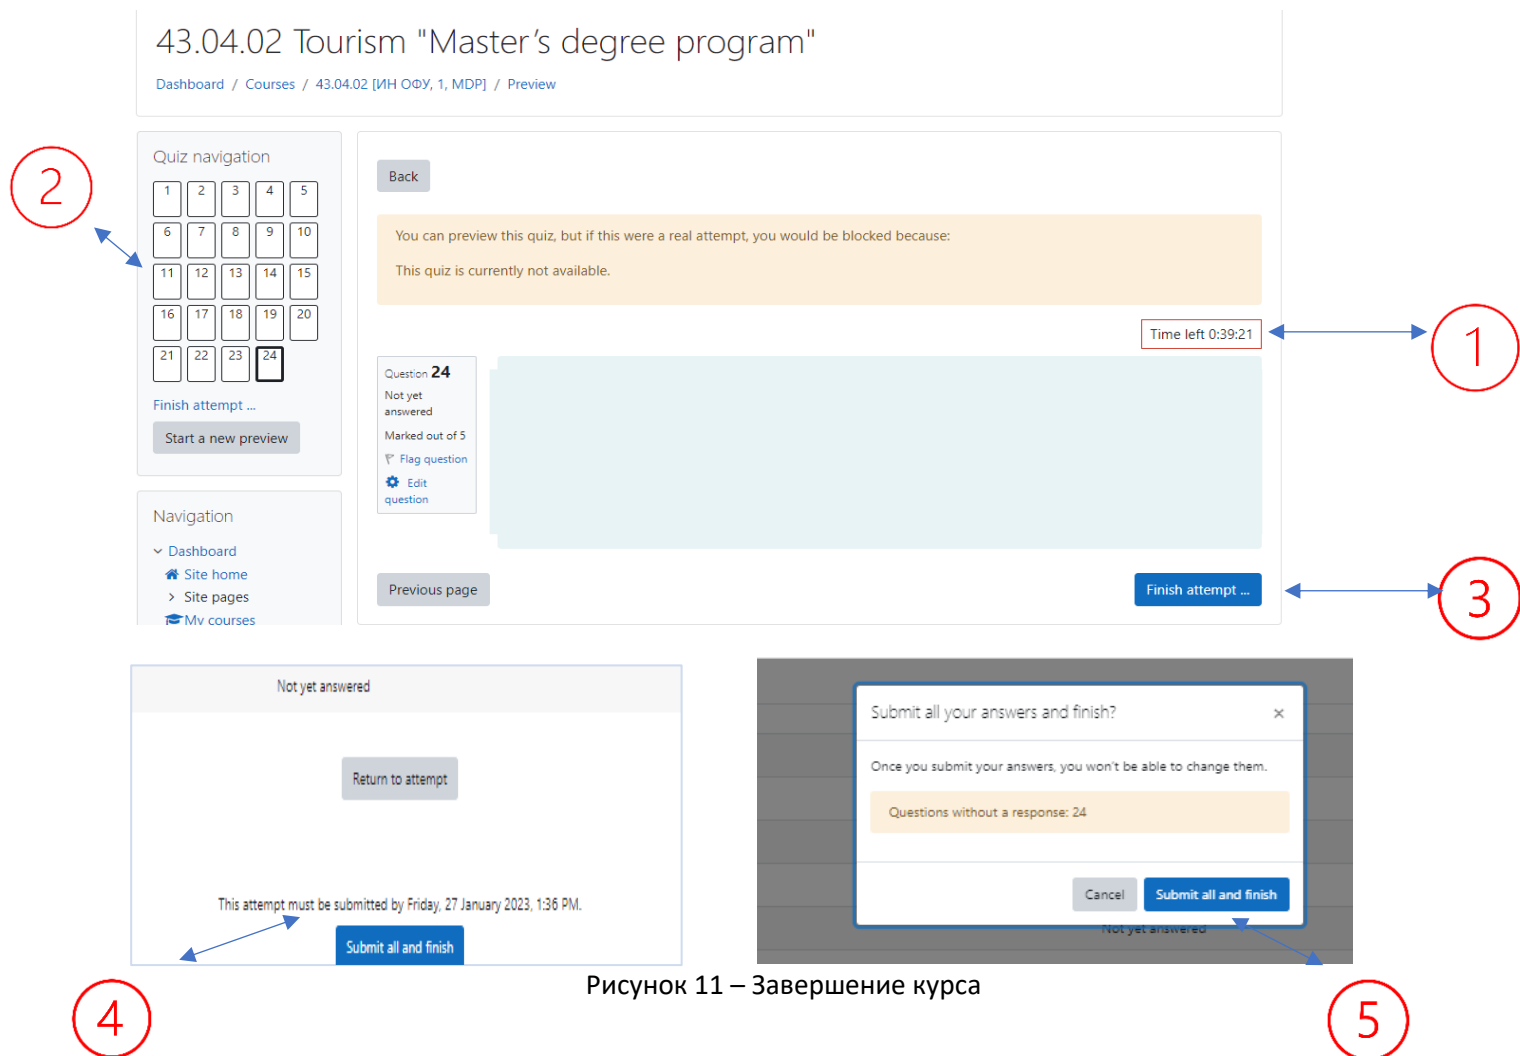 43.04.02 Tourism "Master's degree program"
Dashboard / Courses / 43.04.02 [ИН ОФУ, 1, MDP] / Preview
2
Quiz navigation
1 2 3 4 5
6 7 8 9 10
11 12 13 14 15
16 17 18 19 20
21 22 23 24
Finish attempt ...
Start a new preview
Navigation
Dashboard
Site home
Site pages
My courses
Back
You can preview this quiz, but if this were a real attempt, you would be blocked because:
This quiz is currently not available.
Time left 0:39:21
1
Question 24
Not yet
answered
Marked out of 5
Flag question
Edit
question
Previous page
Finish attempt ...
3
Not yet answered
Return to attempt
This attempt must be submitted by Friday, 27 January 2023, 1:36 PM.
Submit all and finish
4
Submit all your answers and finish? ×
Once you submit your answers, you won't be able to change them.
Questions without a response: 24
Cancel Submit all and finish
Not yet answered
5
Рисунок 11 – Завершение курса